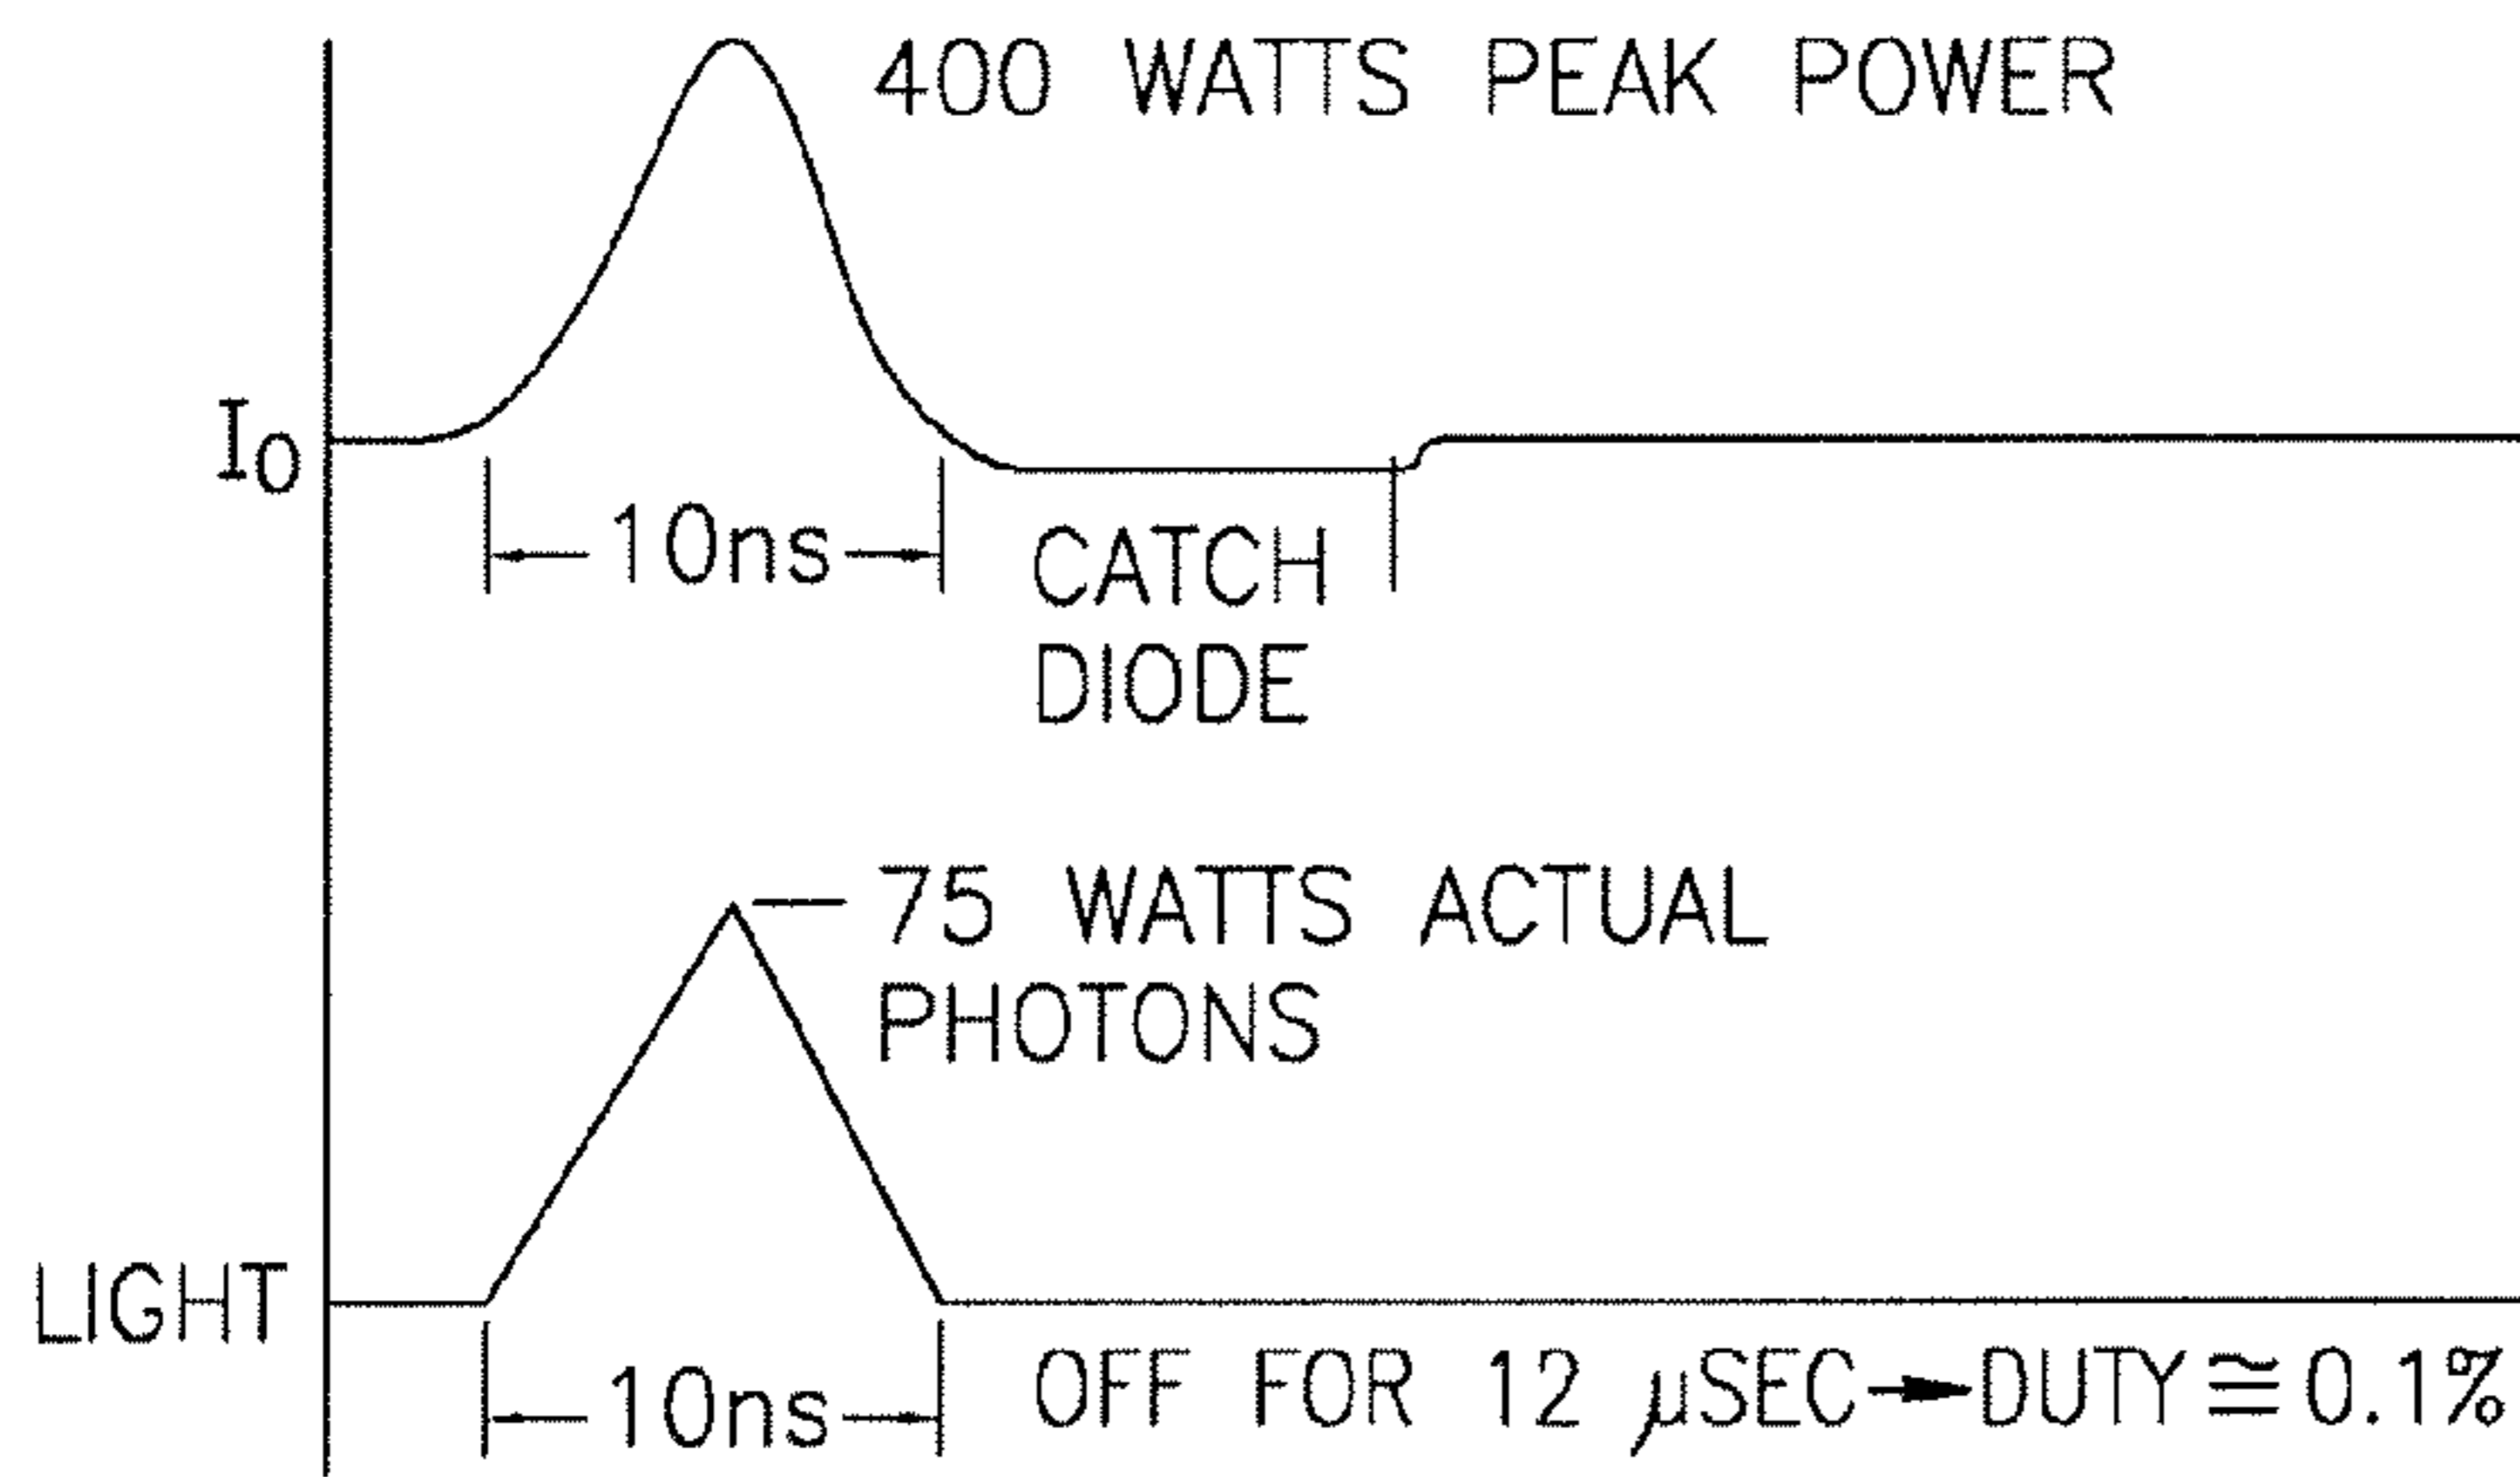 400 WATTS PEAK POWER
I₀
10ns
CATCH
DIODE
75 WATTS ACTUAL
PHOTONS
LIGHT
10ns
OFF FOR 12 µSEC→DUTY≅0.1%